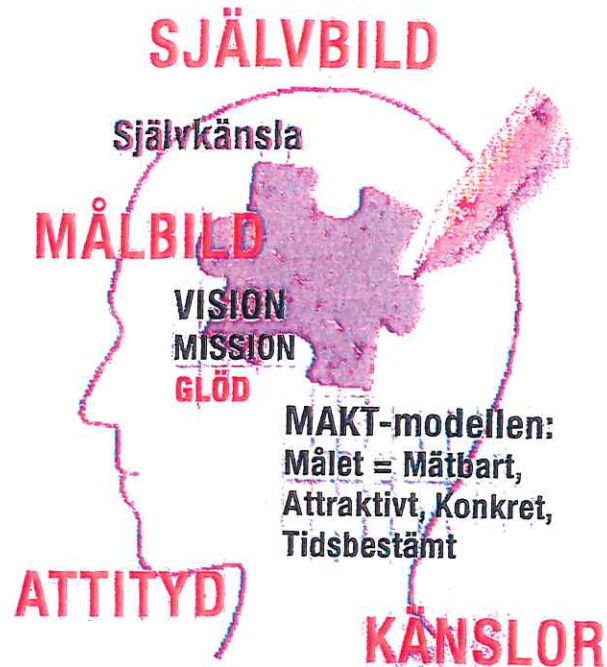 SJÄLVBILD
Självkänsla
MÅLBILD
VISION
MISSION
GLÖD
MAKT-modellen:
Målet = Mätbart,
Attraktivt, Konkret,
Tidsbestämt
ATTITYD
KÄNSLOR